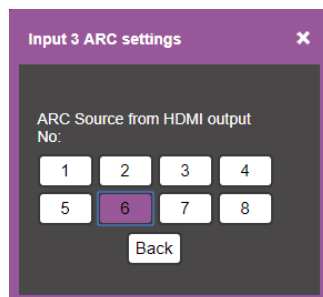 Input 3 ARC settings ×
ARC Source from HDMI output
No:
1 2 3 4
5 6 7 8
Back